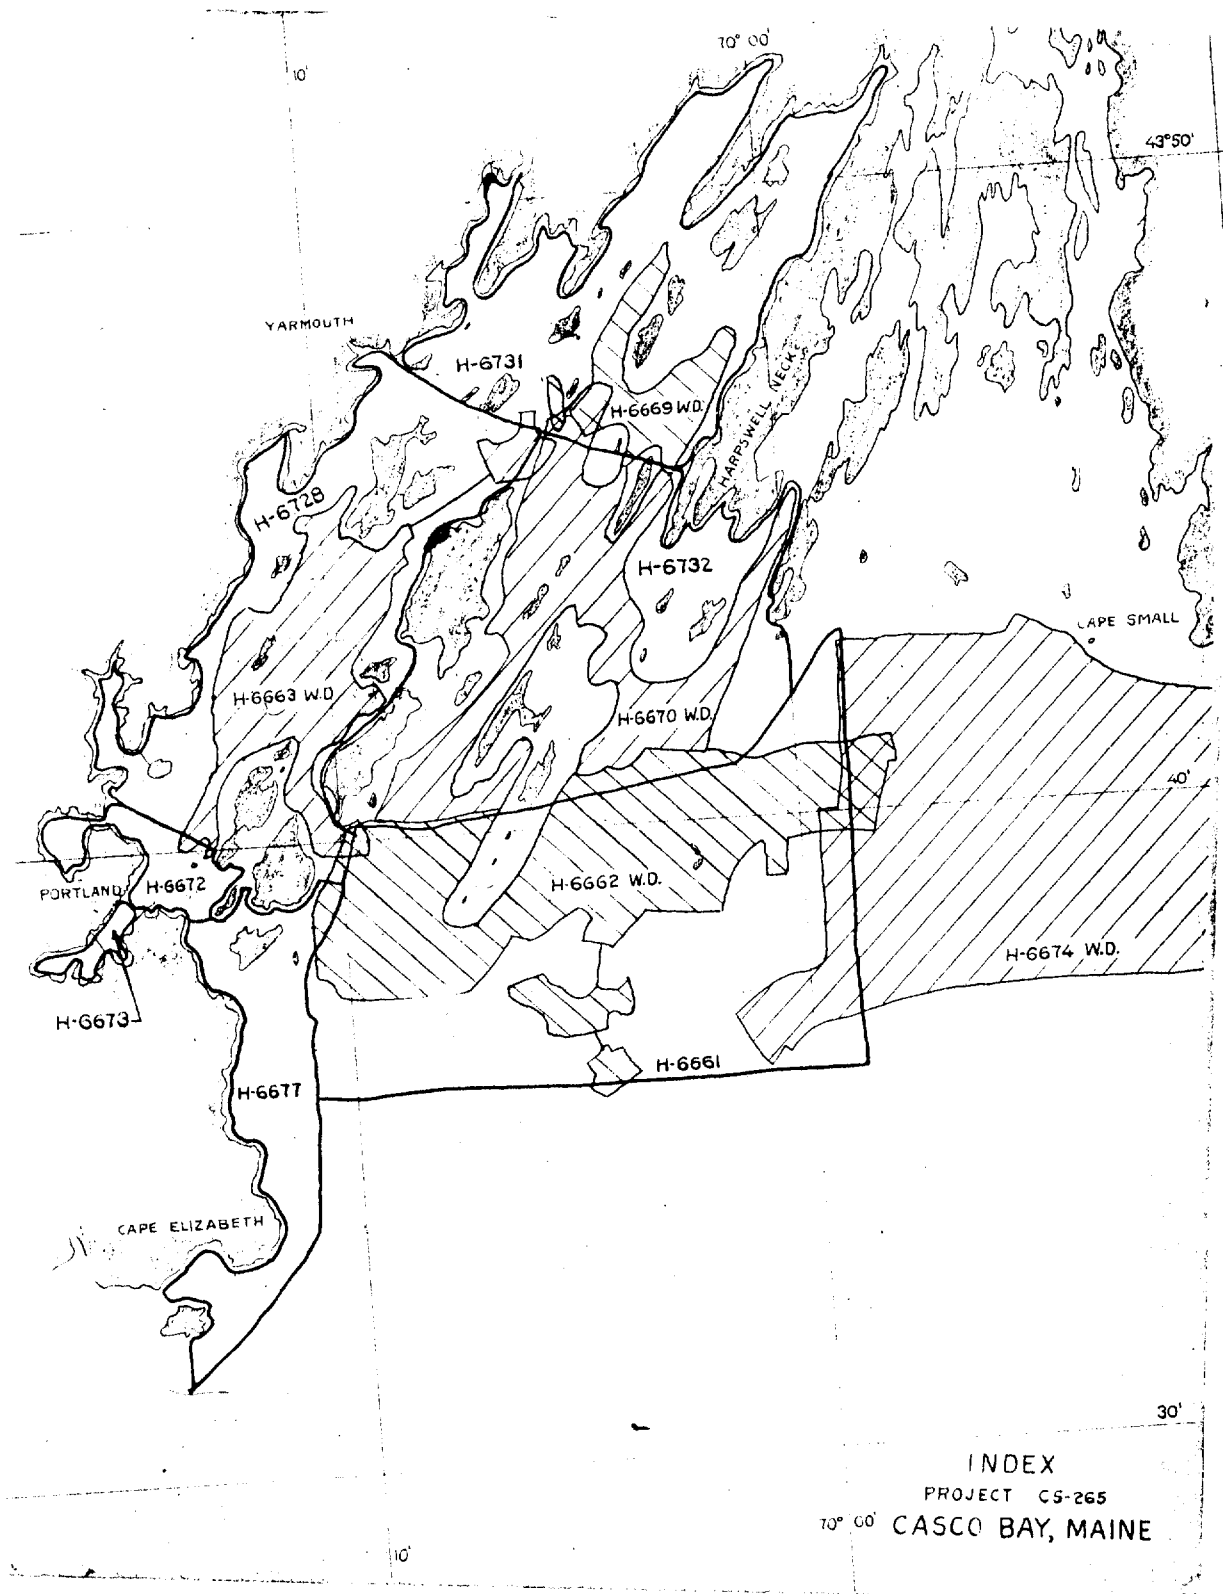 70° 00'
10'
43°50'
YARMOUTH
H-6731
H-6669 W.D.
HARPSWELL NECK
H-6728
H-6732
CAPE SMALL
H-6663 W.D.
H-6670 W.D.
40'
PORTLAND
H-6672
H-6662 W.D.
H-6674 W.D.
H-6673
H-6661
H-6677
CAPE ELIZABETH
30'
INDEX
PROJECT CS-265
70° 00' CASCO BAY, MAINE
10'